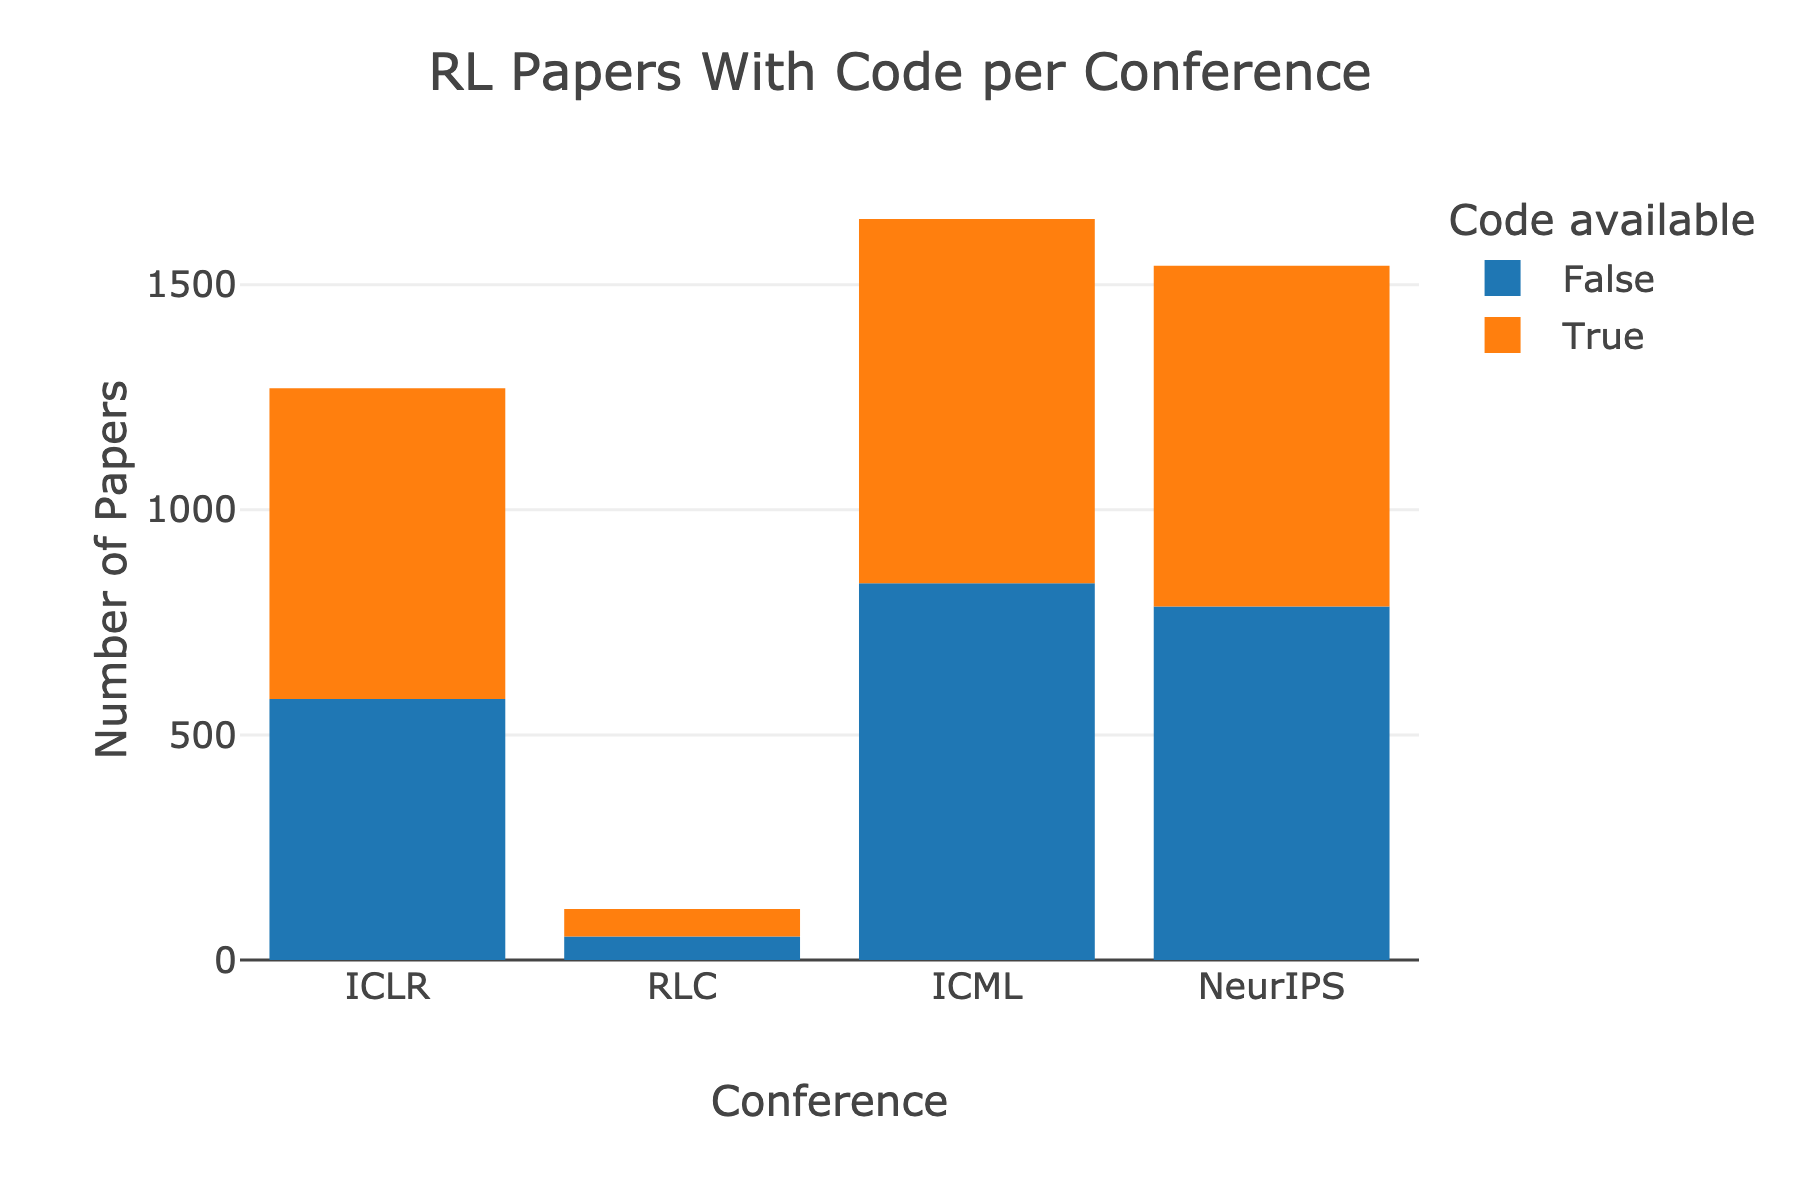 RL Papers With Code per Conference
Code available
False
True
Number of Papers
1500
1000
500
0
ICLR
RLC
ICML
NeurIPS
Conference